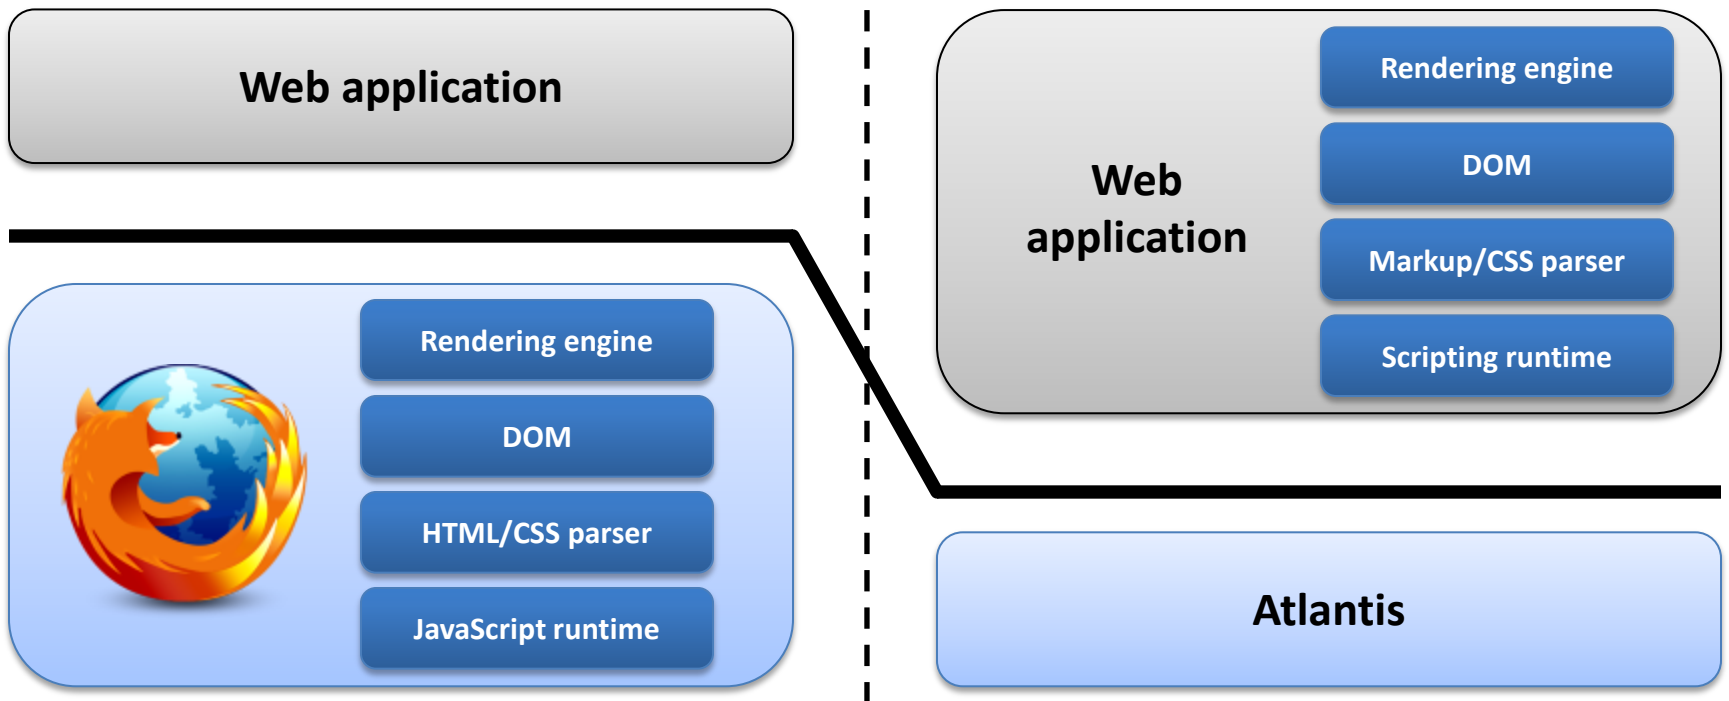 Web application
Rendering engine
DOM
HTML/CSS parser
JavaScript runtime
Web
application
Rendering engine
DOM
Markup/CSS parser
Scripting runtime
Atlantis